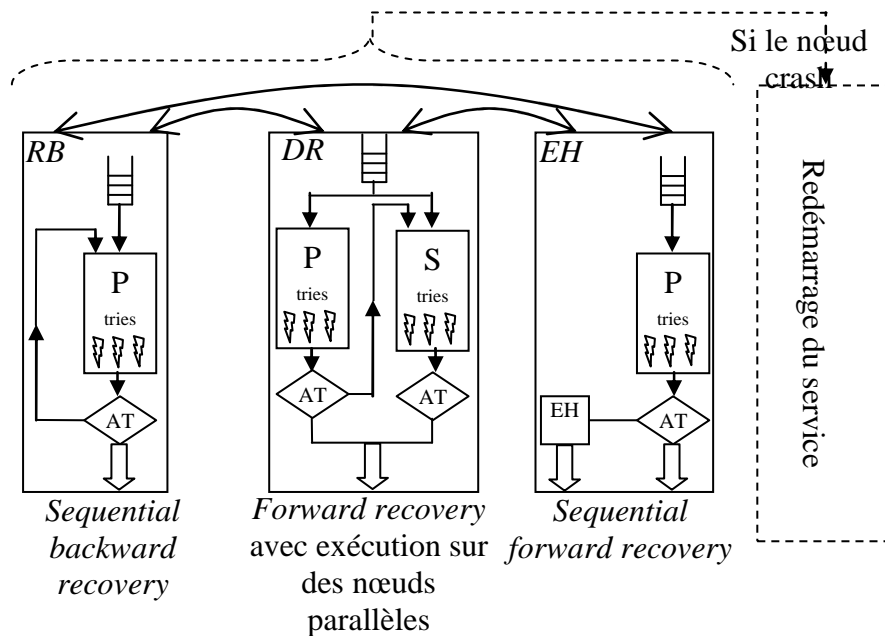 Si le nœud
crash
RB
DR
EH
P
tries
P
tries
S
tries
P
tries
AT
AT
AT
EH
AT
Redémarrage du service
Sequential
backward
recovery
Forward recovery
avec exécution sur
des nœuds
parallèles
Sequential
forward recovery